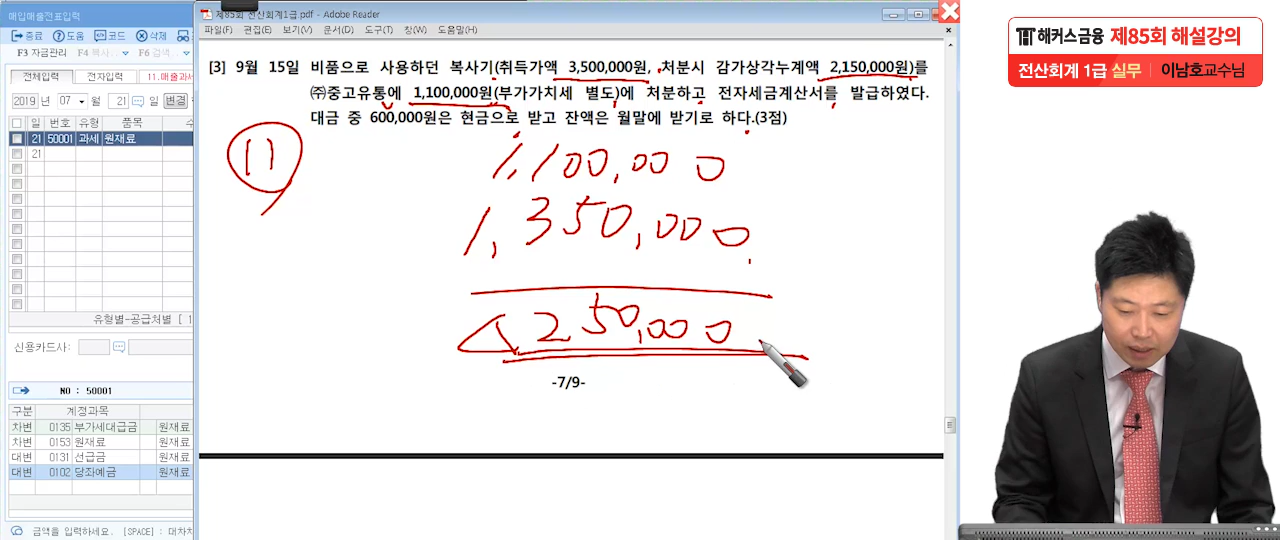 매입매출전표입력
종료 도움 코드 삭제
F3 자금관리 F4 복사 F6 검색
전체입력 전자입력 11.매출과세
2019 년 07 월 21 일 변경
일 번호 유형 품목
21 50001 과세 원재료
21
유형별-공급처별 [ 1
신용카드사:
NO : 50001
구분 계정과목
차변 0135 부가세대급금 원재료
차변 0153 원재료 원재료
대변 0131 선급금 원재료
대변 0102 당좌예금 원재료
금액을 입력하세요. [SPACE] : 대차차
제85회 전산회계1급.pdf - Adobe Reader
파일(F) 편집(E) 보기(V) 문서(D) 도구(T) 창(W) 도움말(H)
[3] 9월 15일 비품으로 사용하던 복사기(취득가액 3,500,000원, 처분시 감가상각누계액 2,150,000원)를
㈜중고유통에 1,100,000원(부가가치세 별도)에 처분하고 전자세금계산서를 발급하였다.
대금 중 600,000원은 현금으로 받고 잔액은 월말에 받기로 하다.(3점)
11
1,100,000
1,350,000
△250,000
-7/9-
해커스금융 제85회 해설강의
전산회계 1급 실무 이남호교수님